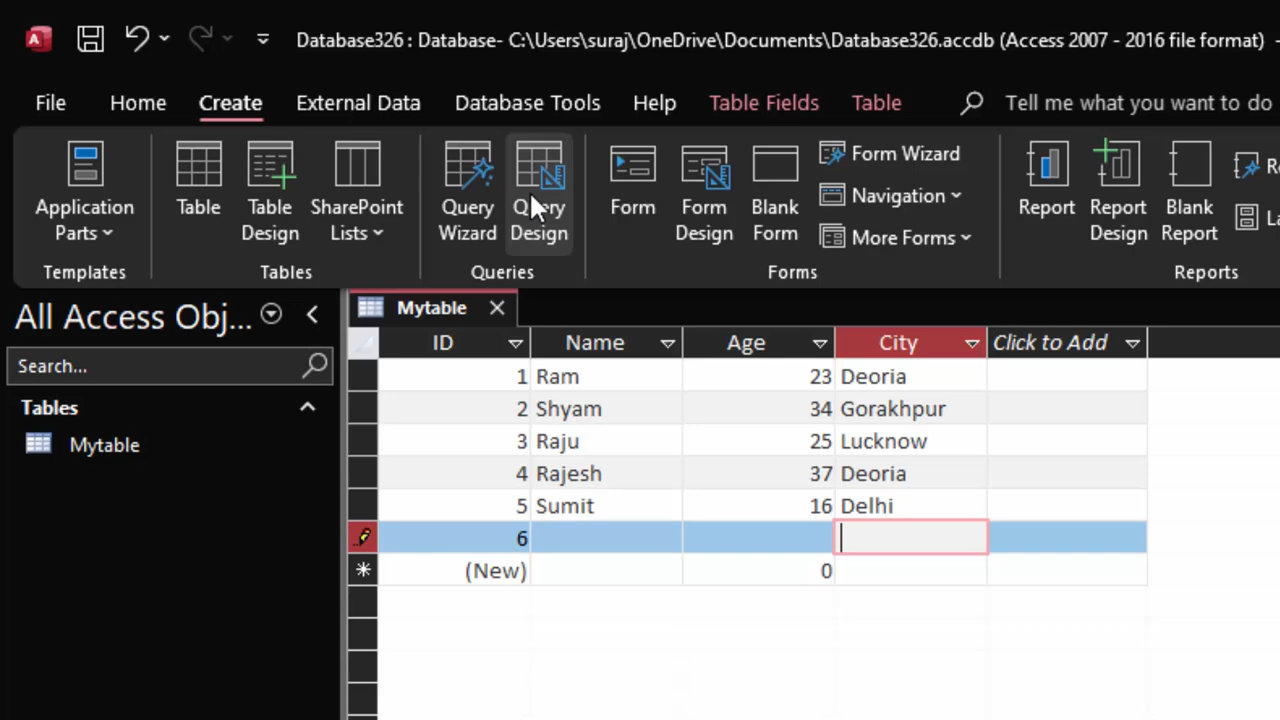 Database326 : Database- C:\Users\suraj\OneDrive\Documents\Database326.accdb (Access 2007 - 2016 file format) -
File Home Create External Data Database Tools Help Table Fields Table Tell me what you want to do
Application Parts
Templates
Table
Table Design
SharePoint Lists
Tables
Query Wizard
Query Design
Queries
Form
Form Design
Blank Form
Form Wizard
Navigation
More Forms
Forms
Report
Report Design
Blank Report
Reports
All Access Obj...
Search...
Tables
Mytable
Mytable
ID Name Age City Click to Add
1 Ram 23 Deoria
2 Shyam 34 Gorakhpur
3 Raju 25 Lucknow
4 Rajesh 37 Deoria
5 Sumit 16 Delhi
6
(New) 0